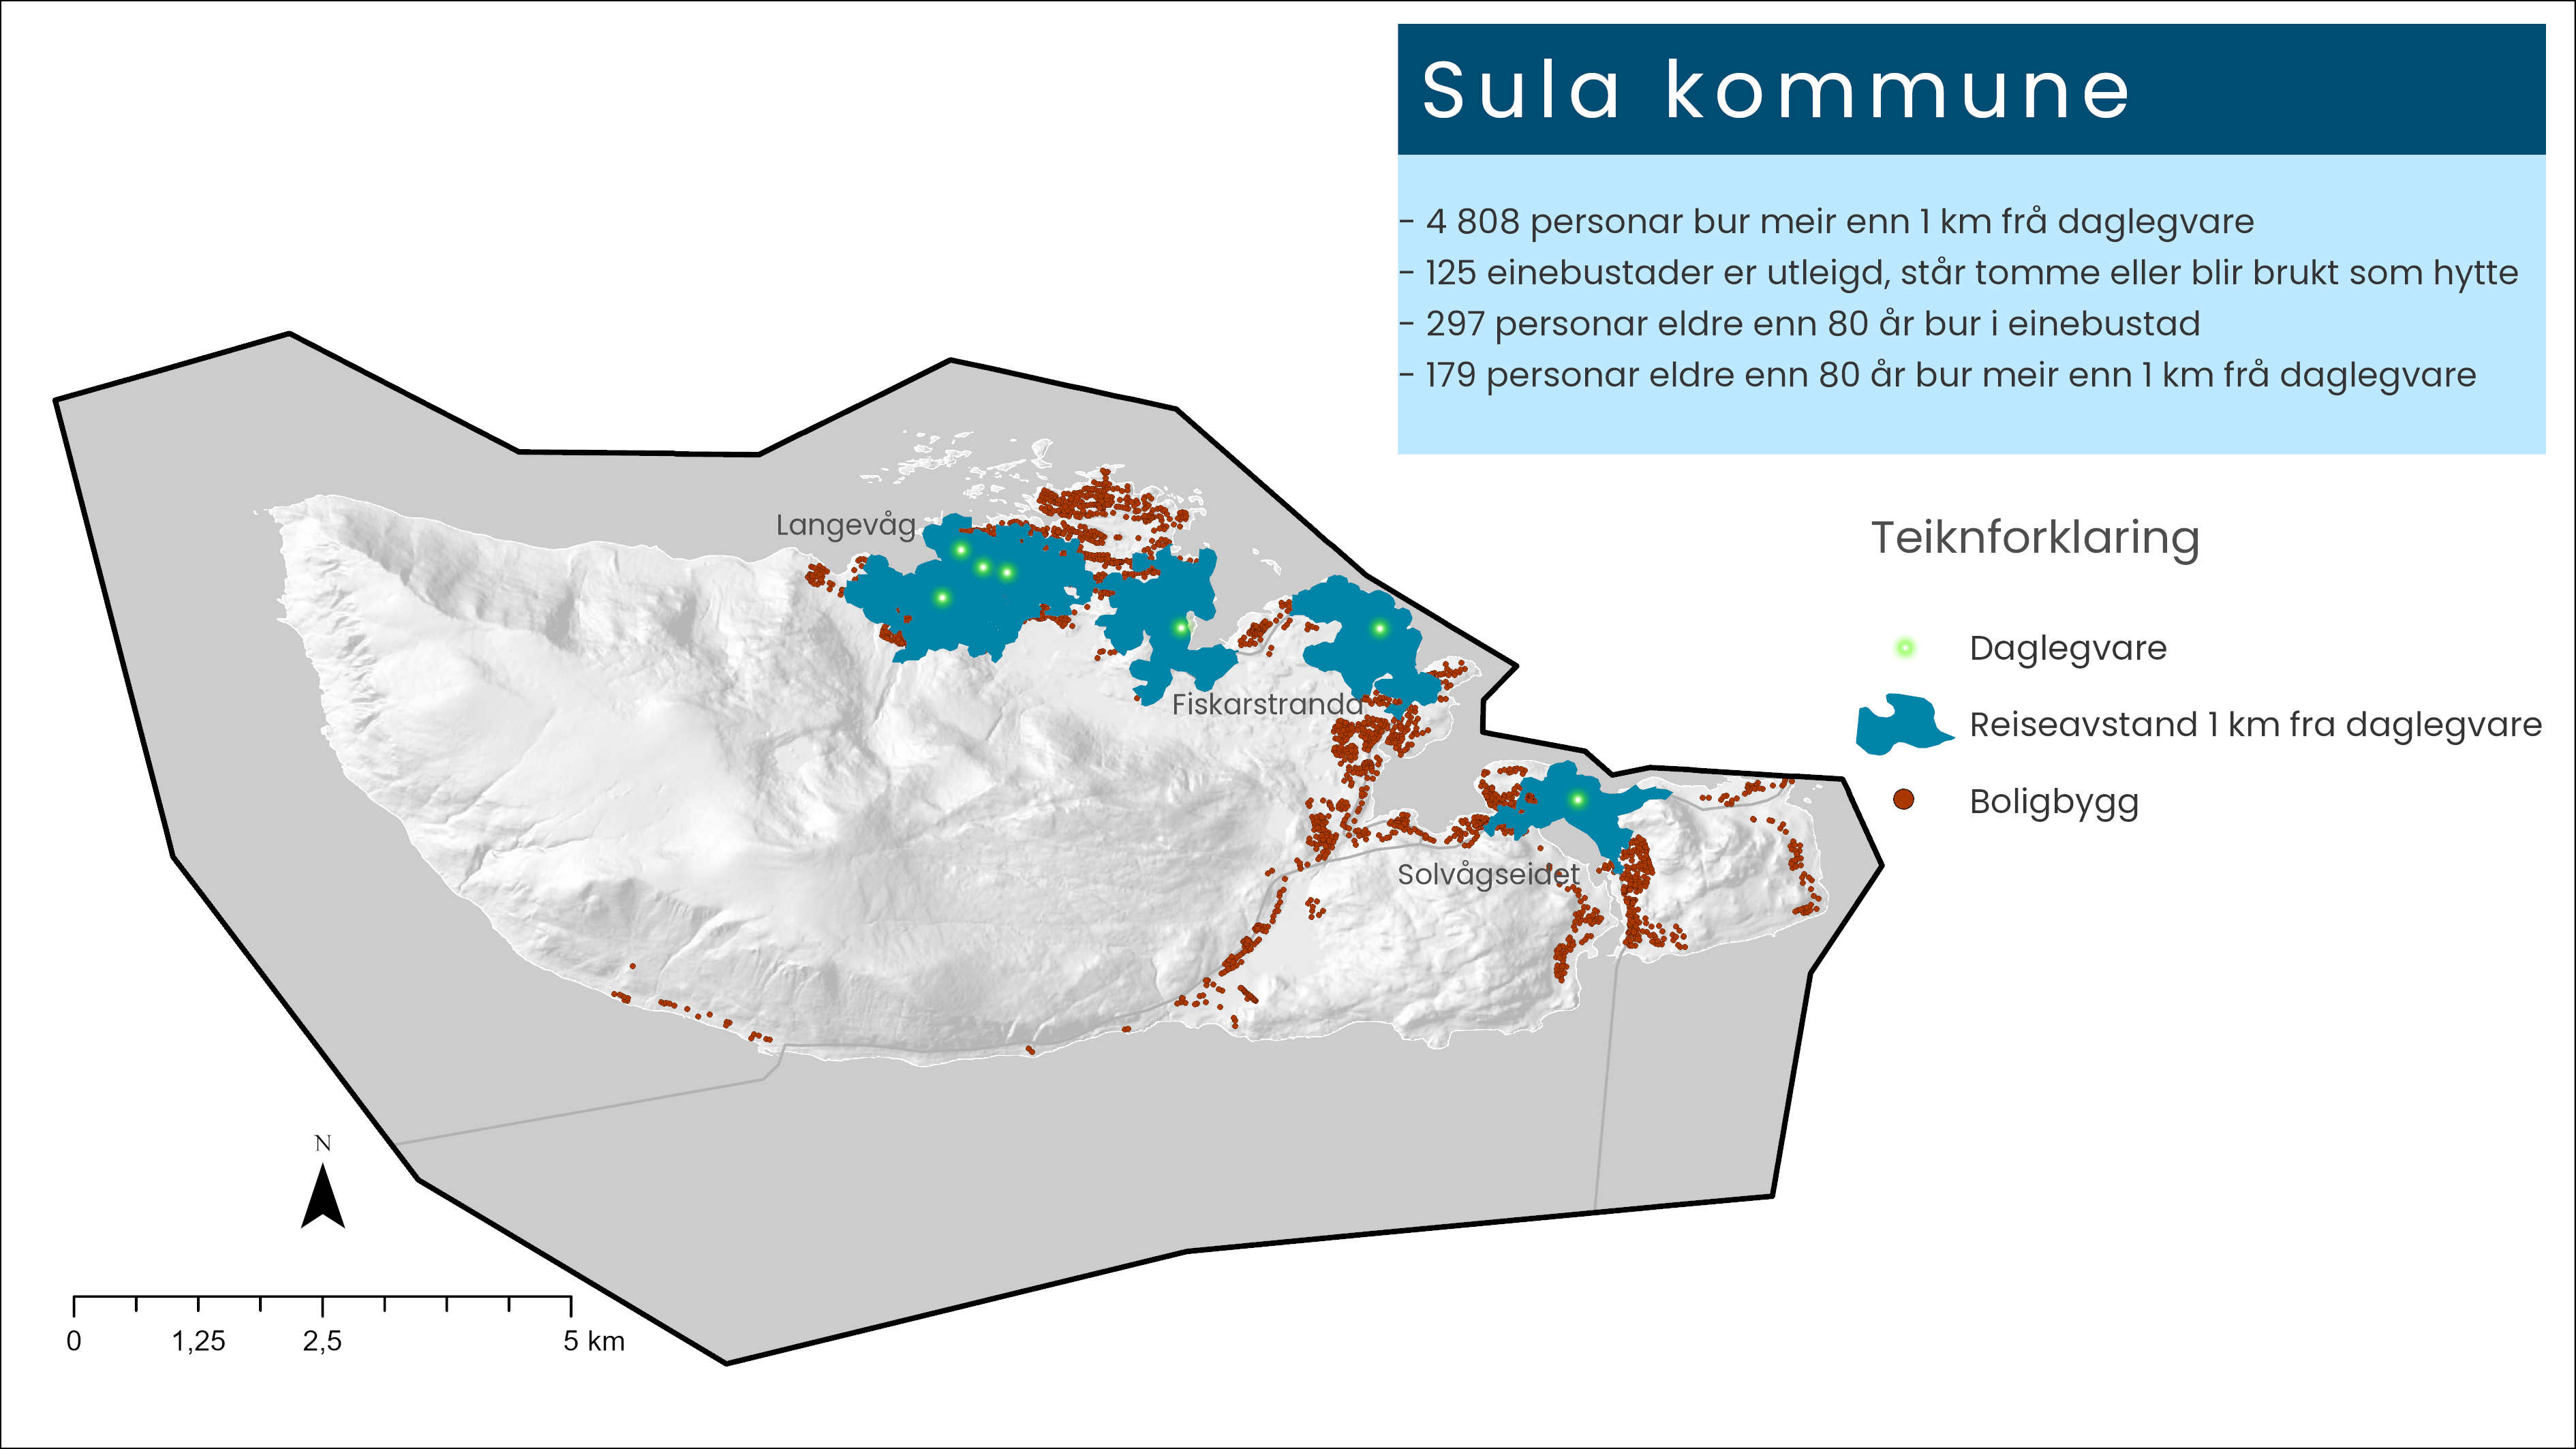 Sula kommune
- 4 808 personar bur meir enn 1 km frå daglegvare
- 125 einebustader er utleigd, står tomme eller blir brukt som hytte
- 297 personar eldre enn 80 år bur i einebustad
- 179 personar eldre enn 80 år bur meir enn 1 km frå daglegvare
Teiknforklaring
Daglegvare
Reiseavstand 1 km fra daglegvare
Boligbygg
Langevåg
Fiskarstranda
Solvågseidet
N
0 1,25 2,5 5 km